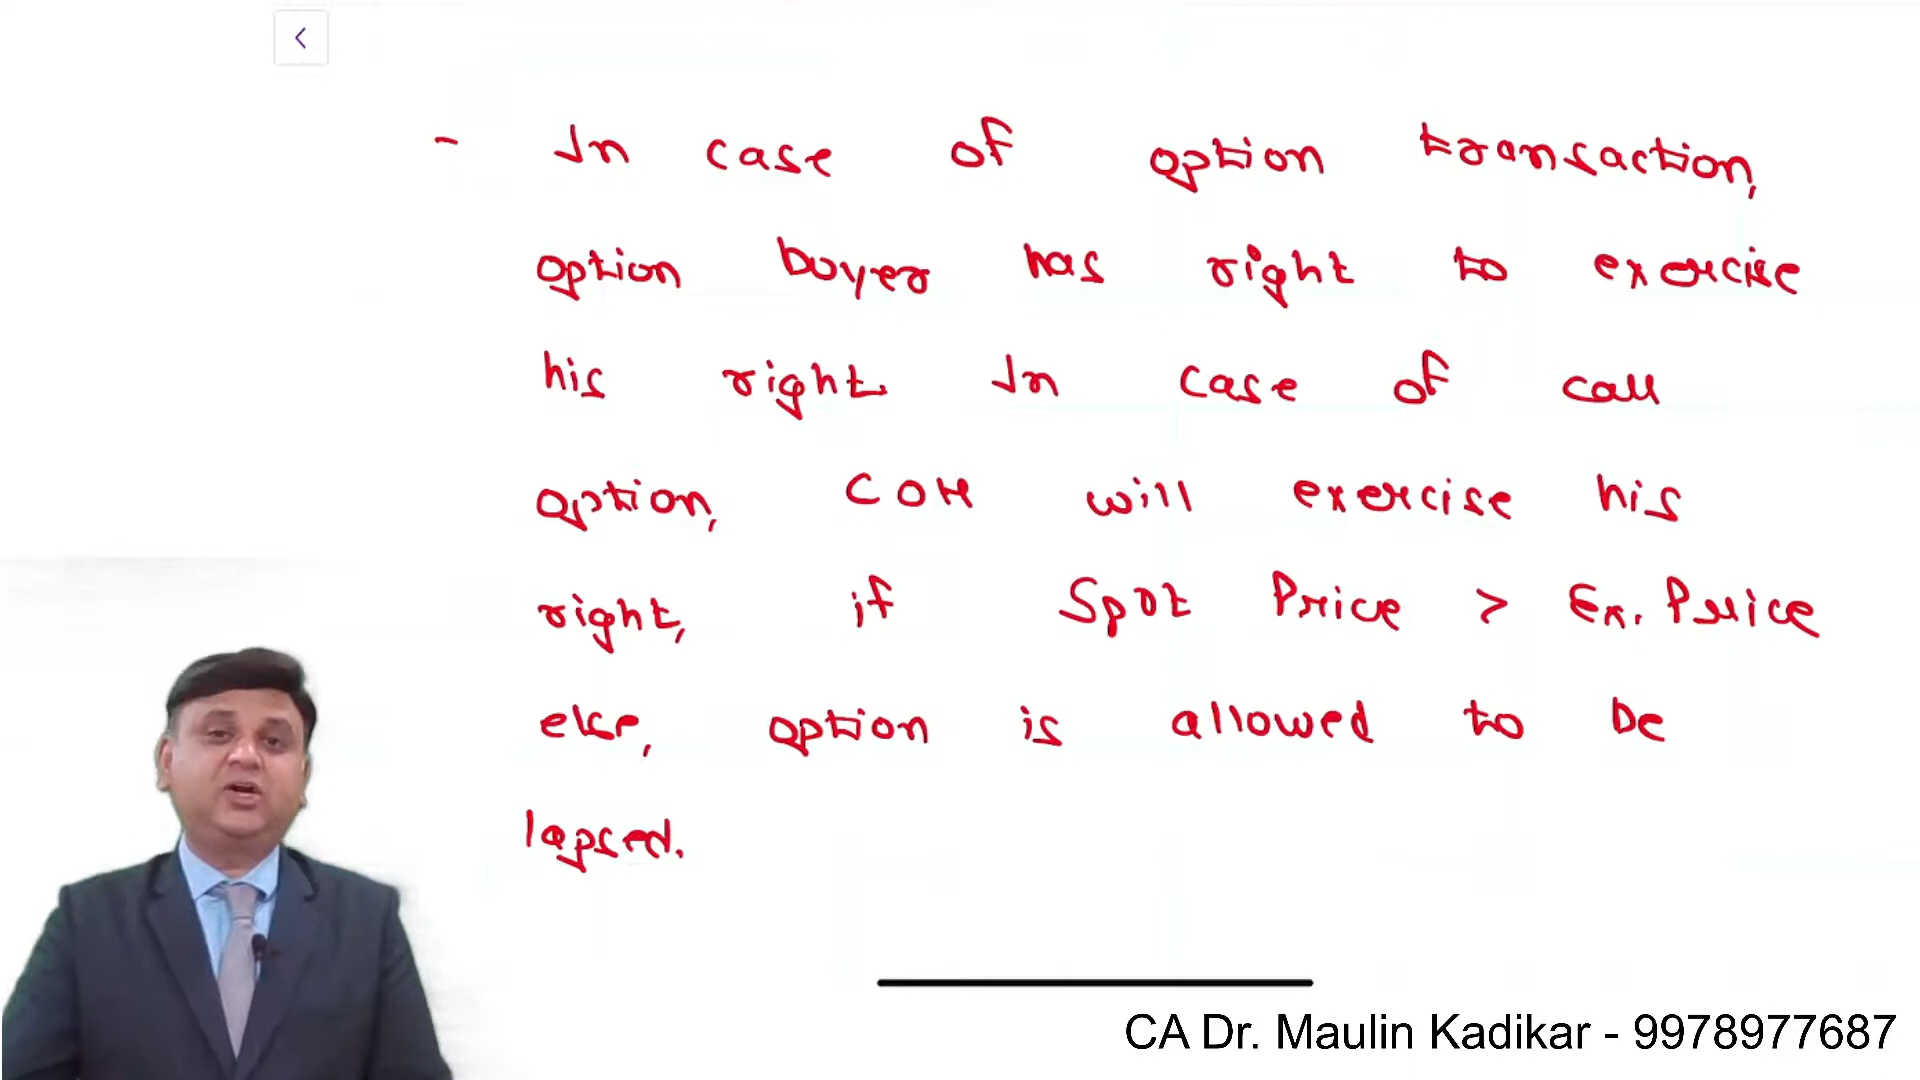 - In case of option transaction,
option buyer has right to exercise
his right. In case of call
option, COH will exercise his
right, if Spot Price > Ex. Price
else, option is allowed to be
lapsed.
CA Dr. Maulin Kadikar - 9978977687